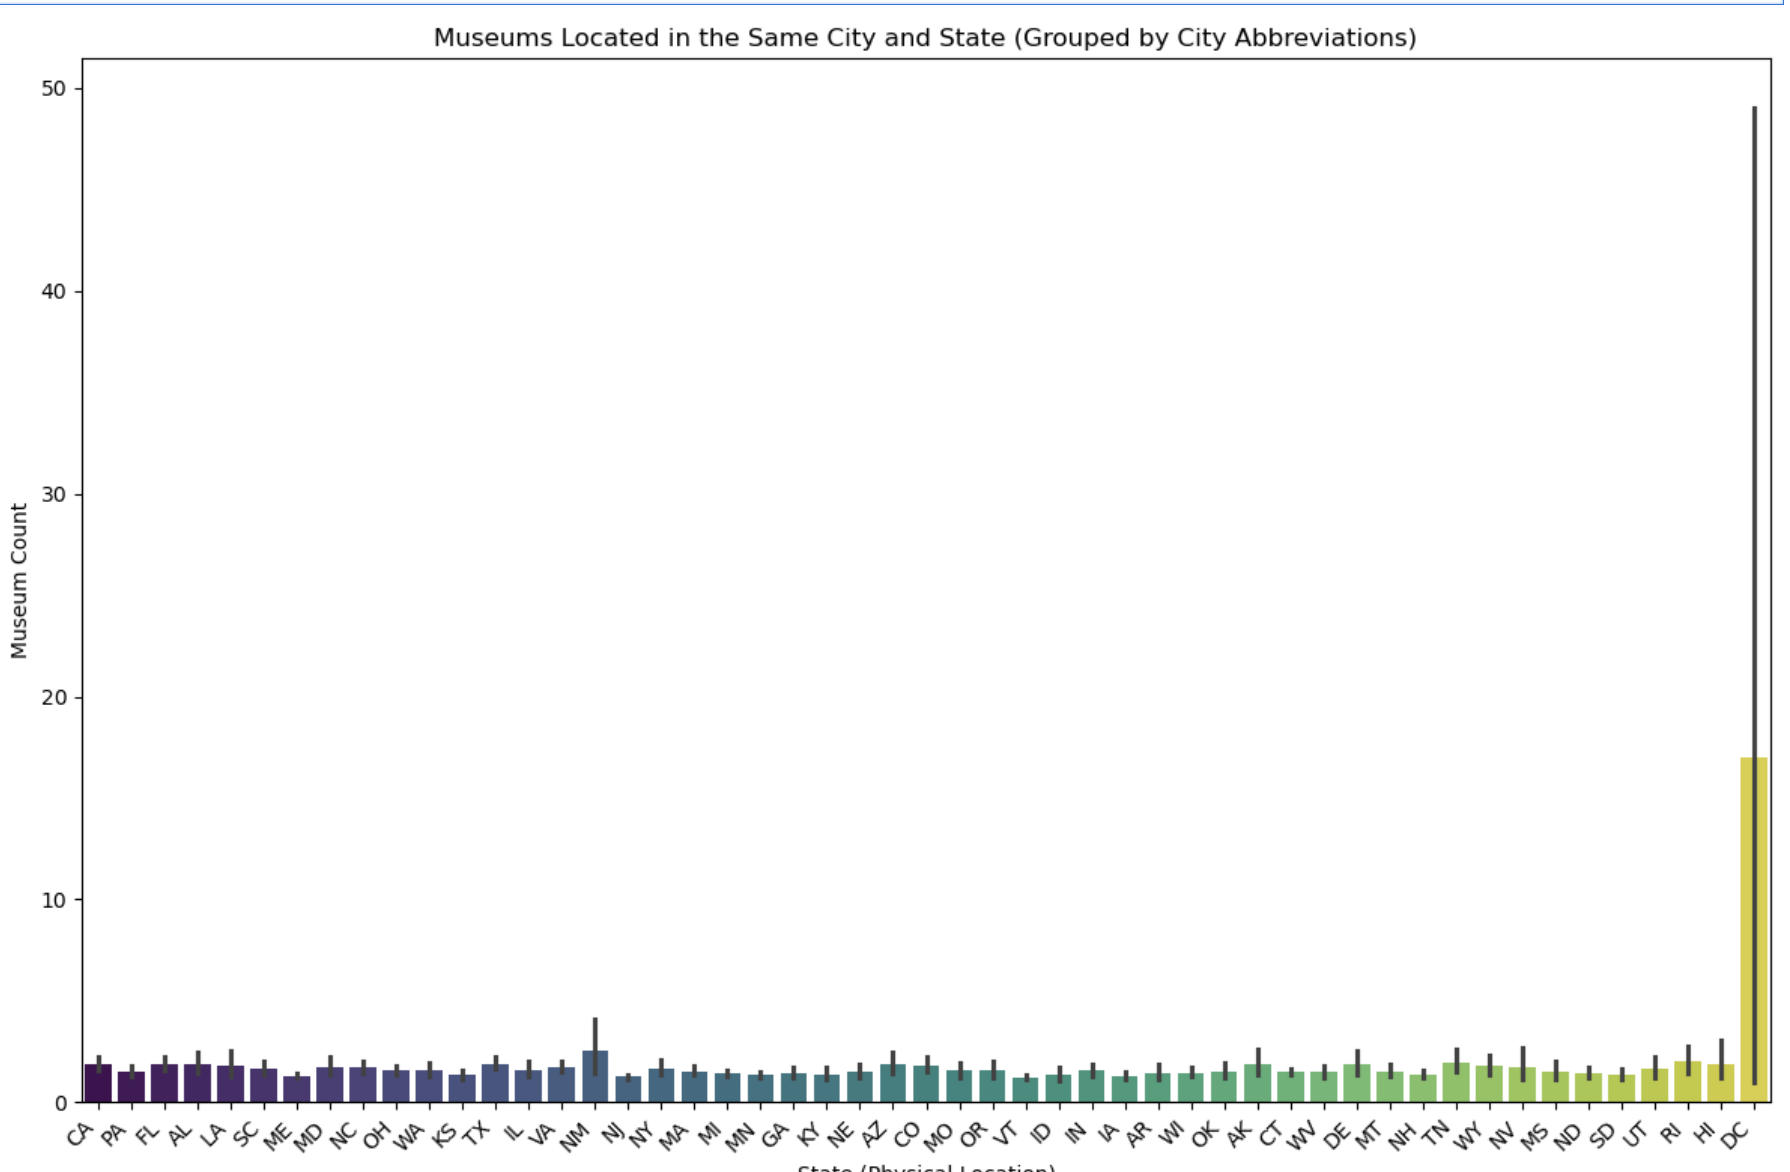 Museums Located in the Same City and State (Grouped by City Abbreviations)
50
40
30
20
10
0
Museum Count
CA PA FL AL LA SC ME MD NC OH WA KS TX IL VA NM NJ NY MA MI MN GA KY NE AZ CO MO OR VT ID IN IA AR WI OK AK CT WV DE MT NH TN WY NV MS ND SD UT RI HI DC
State (Physical Location)